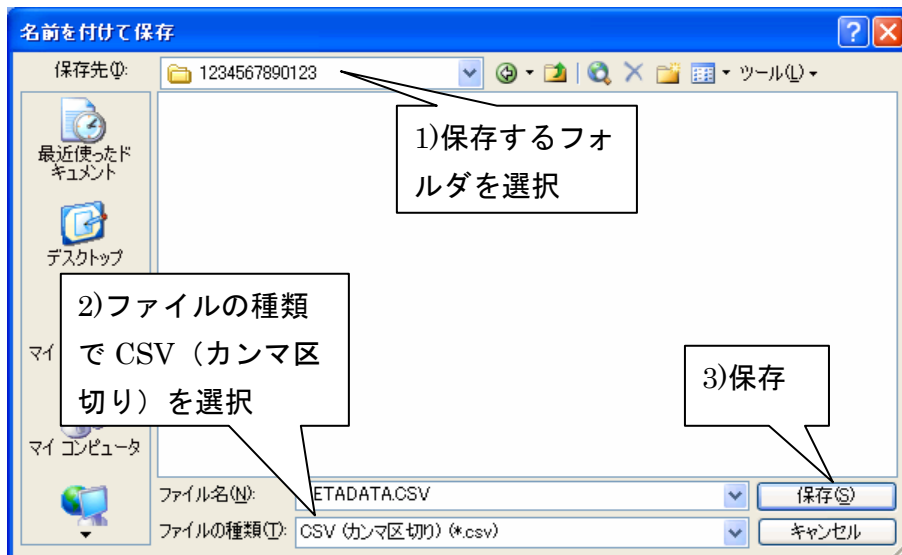 名前を付けて保存
保存先(I):
1234567890123
ツール(L)
1)保存するフォ
ルダを選択
最近使ったド
キュメント
デスクトップ
2)ファイルの種類
で CSV（カンマ区
切り）を選択
マイ
3)保存
マイ コンピュータ
ファイル名(N):
ETADATA.CSV
保存(S)
ファイルの種類(T):
CSV (カンマ区切り) (*.csv)
キャンセル